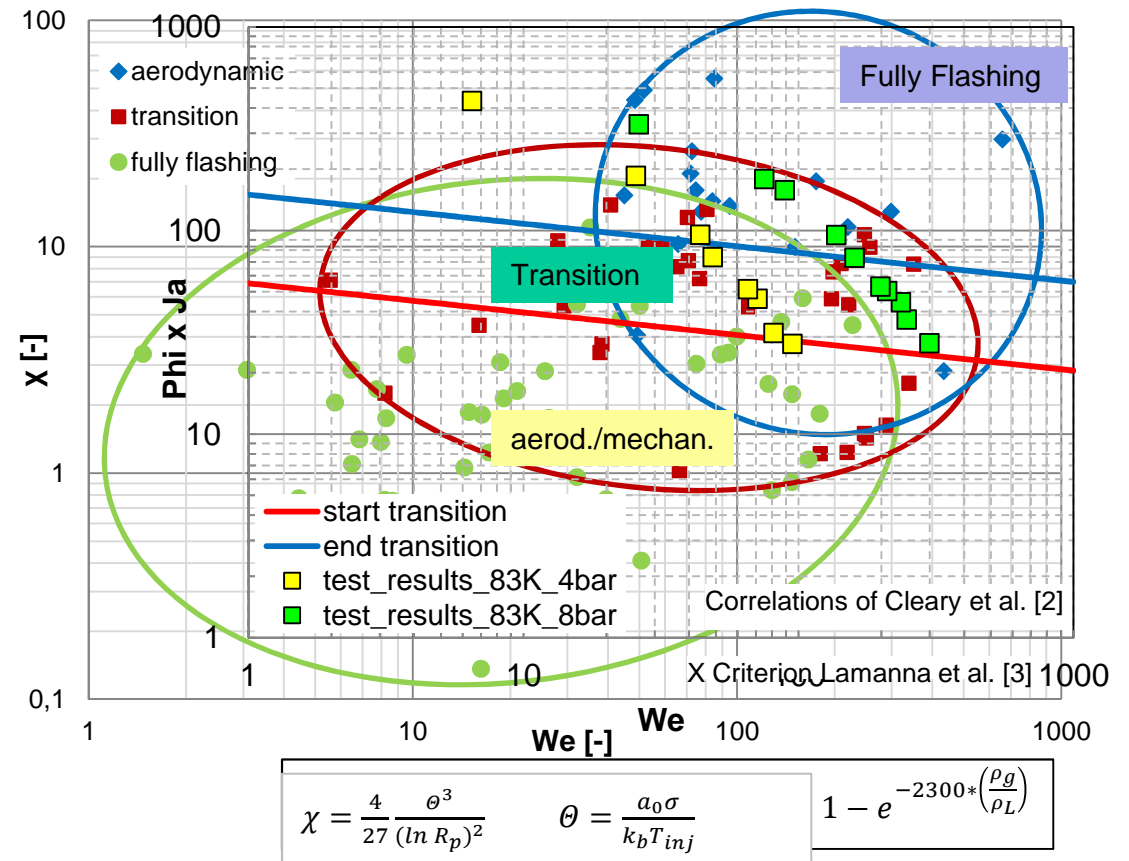 100
1000
aerodynamic
Fully Flashing
transition
fully flashing
10
100
Transition
X [-]
Phi x Ja
10
aerod./mechan.
1
start transition
end transition
test_results_83K_4bar
test_results_83K_8bar
Correlations of Cleary et al. [2]
1
1
10
X Criterion Lamanna et al. [3]
1000
0,1
We
1
10
100
1000
We [-]
χ = 4/27 Θ³/(ln R_p)²
Θ = a₀σ/(k_b T_inj)
1 − e^(−2300*(ρ_g/ρ_L))